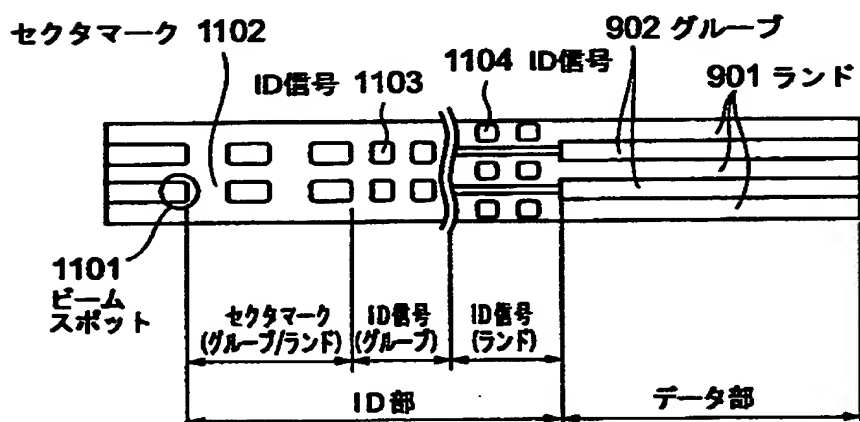 セクタマーク 1102
902 グルーブ
1104 ID信号
901 ランド
ID信号 1103
1101
ビーム
スポット
セクタマーク
(グルーブ/ランド)
ID信号
(グルーブ)
ID信号
(ランド)
ID部
データ部